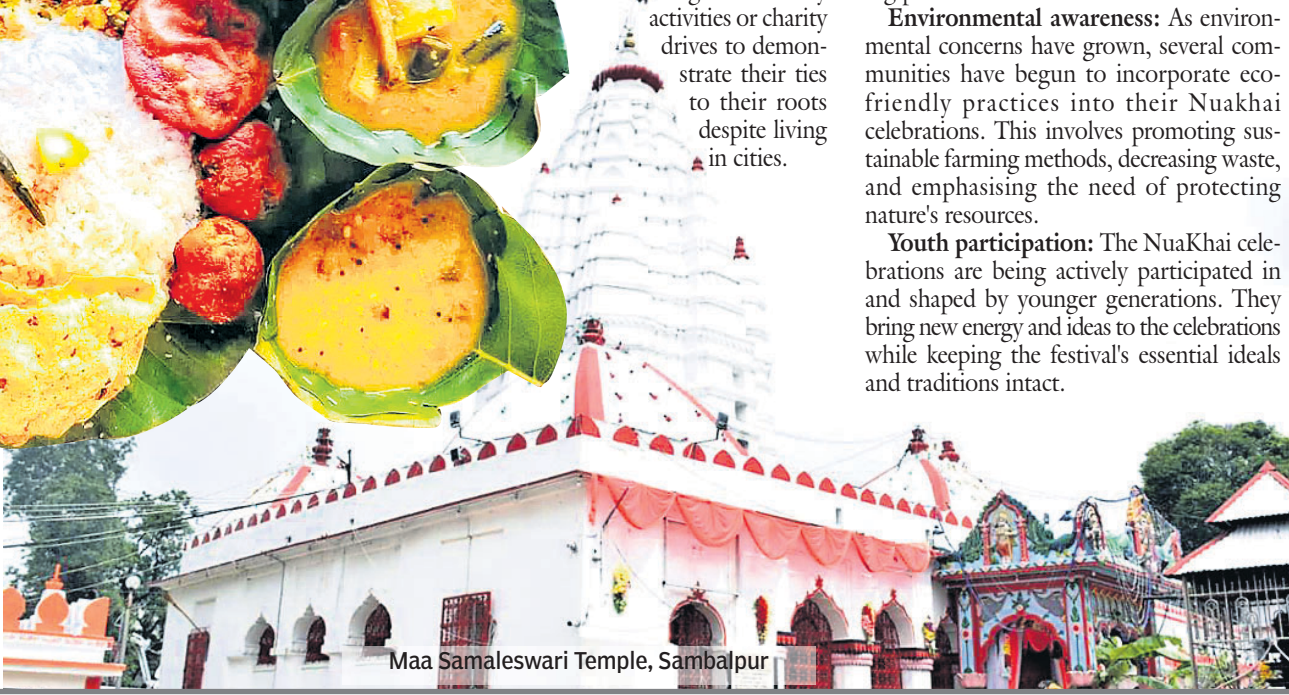 activities or charity
drives to demon-
strate their ties
to their roots
despite living
in cities.
Environmental awareness: As environ-
mental concerns have grown, several com-
munities have begun to incorporate eco-
friendly practices into their Nuakhai
celebrations. This involves promoting sus-
tainable farming methods, decreasing waste,
and emphasising the need of protecting
nature's resources.
Youth participation: The NuaKhai cele-
brations are being actively participated in
and shaped by younger generations. They
bring new energy and ideas to the celebrations
while keeping the festival's essential ideals
and traditions intact.
Maa Samaleswari Temple, Sambalpur